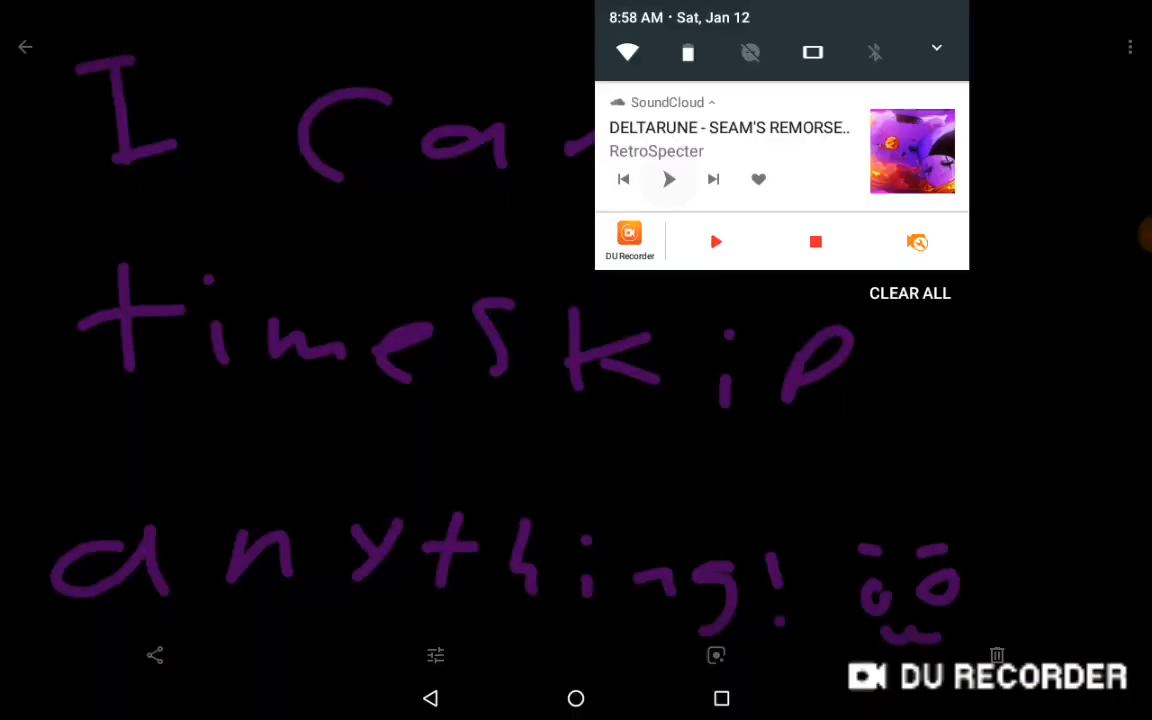 8:58 AM • Sat, Jan 12
SoundCloud
DELTARUNE - SEAM'S REMORSE..
RetroSpecter
DU Recorder
CLEAR ALL
I Can
timeskip
anything!
DU RECORDER